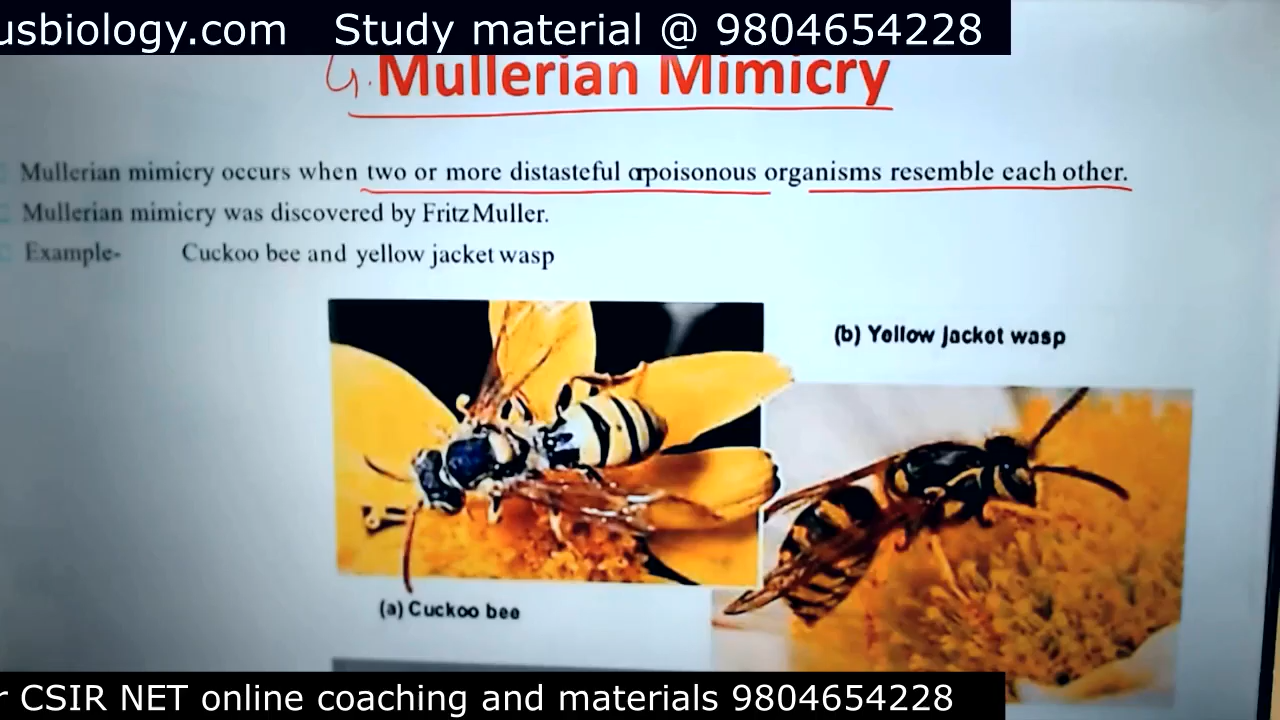 usbiology.com Study material @ 9804654228
4. Mullerian Mimicry
Mullerian mimicry occurs when two or more distasteful or poisonous organisms resemble each other.
Mullerian mimicry was discovered by Fritz Muller.
Example- Cuckoo bee and yellow jacket wasp
(b) Yellow Jacket wasp
(a) Cuckoo bee
r CSIR NET online coaching and materials 9804654228